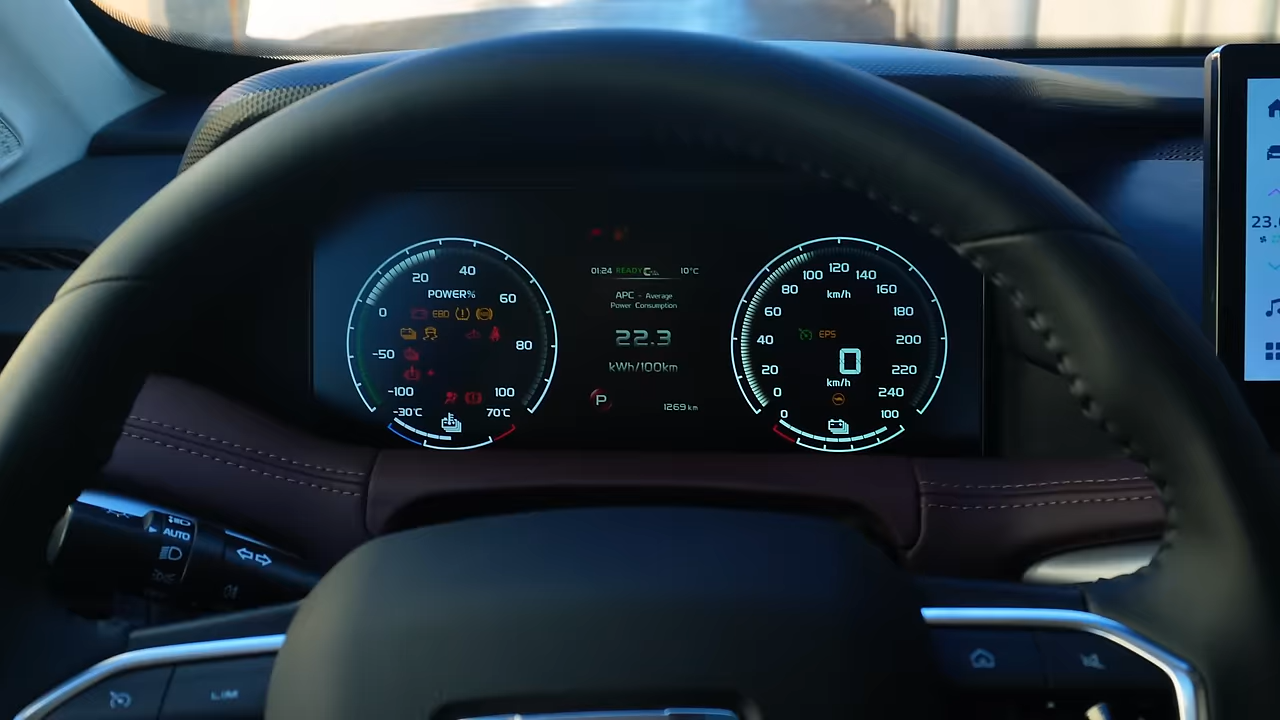 20
40
POWER%
60
0
EBD
80
-50
-100
100
-30°C
70°C
01:24 READY 10°C
APC - Average
Power Consumption
22.3
kWh/100km
P
1269 km
100 120 140
80
km/h
160
60
180
EPS
40
200
0
20
220
km/h
0
240
0
100
23.
AUTO
LIM